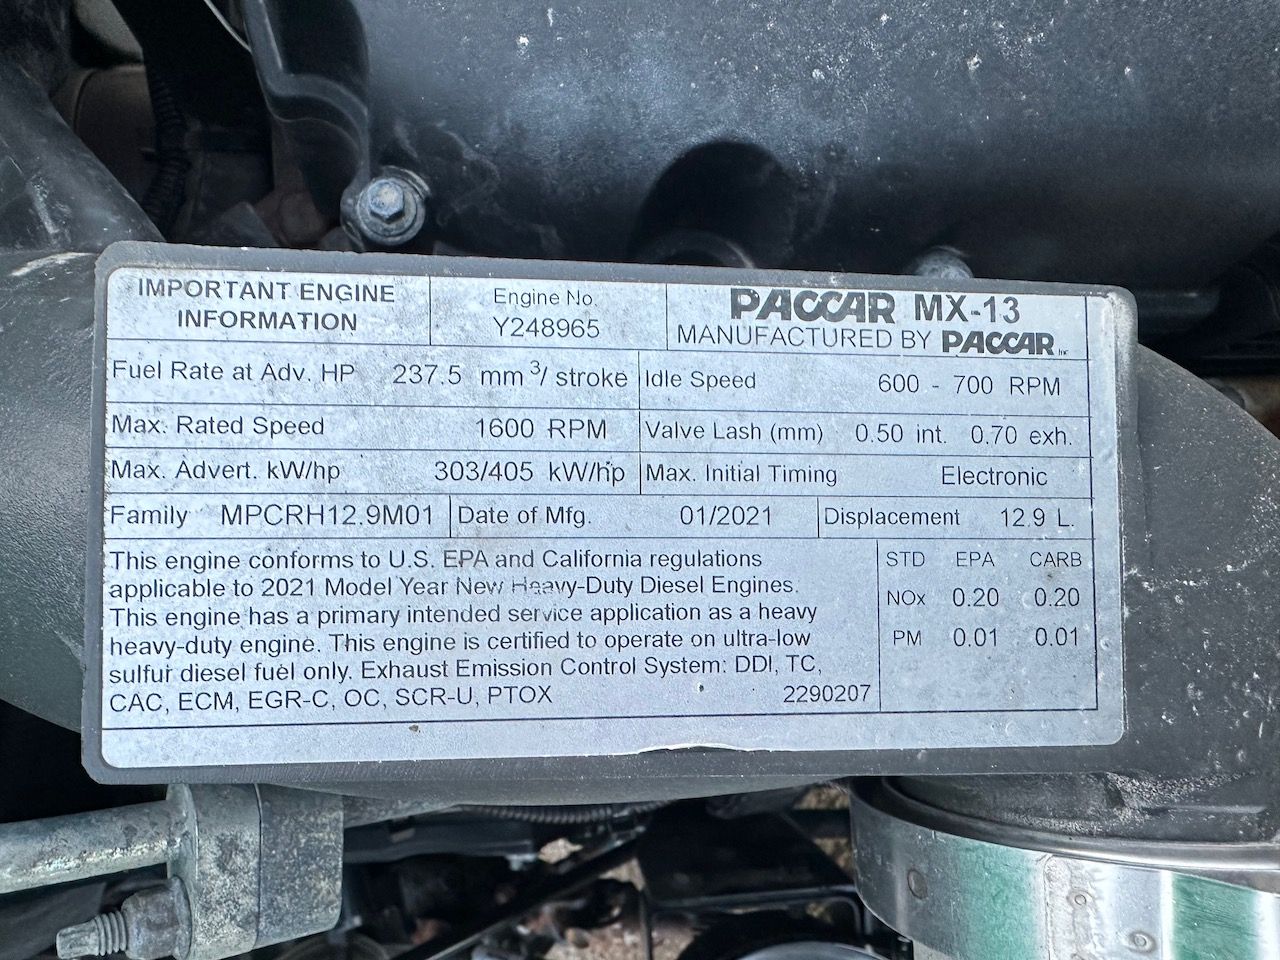 IMPORTANT ENGINE
INFORMATION
Engine No.
Y248965
PACCAR MX-13
MANUFACTURED BY PACCAR Inc
Fuel Rate at Adv. HP 237.5 mm³/ stroke
Idle Speed 600 - 700 RPM
Max. Rated Speed 1600 RPM
Valve Lash (mm) 0.50 int. 0.70 exh.
Max. Advert. kW/hp 303/405 kW/hp
Max. Initial Timing Electronic
Family MPCRH12.9M01
Date of Mfg. 01/2021
Displacement 12.9 L.
This engine conforms to U.S. EPA and California regulations
applicable to 2021 Model Year New Heavy-Duty Diesel Engines.
This engine has a primary intended service application as a heavy
heavy-duty engine. This engine is certified to operate on ultra-low
sulfur diesel fuel only. Exhaust Emission Control System: DDI, TC,
CAC, ECM, EGR-C, OC, SCR-U, PTOX 2290207
STD EPA CARB
NOx 0.20 0.20
PM 0.01 0.01